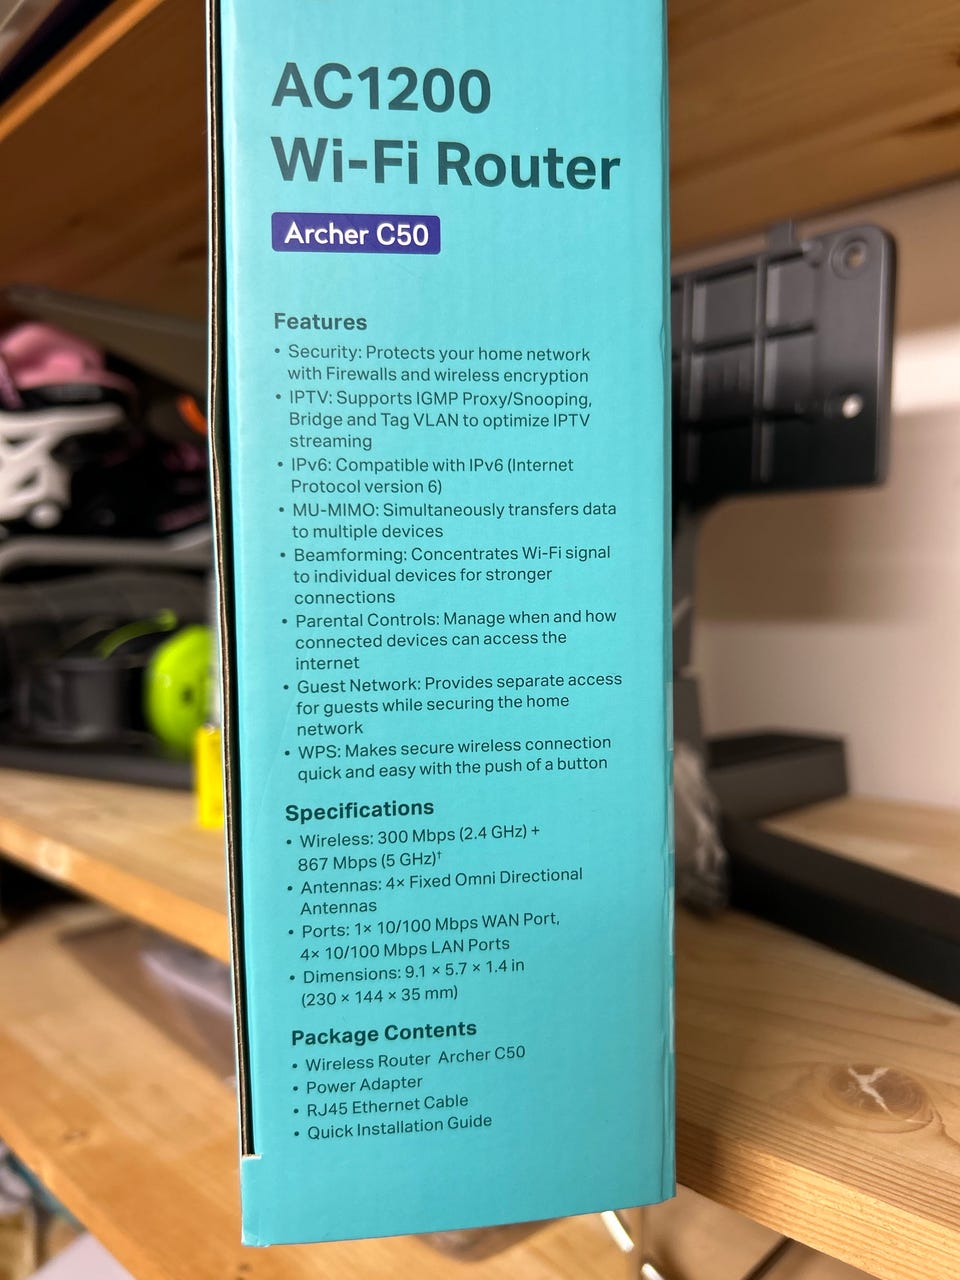 AC1200
Wi-Fi Router
Archer C50
Features
• Security: Protects your home network
with Firewalls and wireless encryption
• IPTV: Supports IGMP Proxy/Snooping,
Bridge and Tag VLAN to optimize IPTV
streaming
• IPv6: Compatible with IPv6 (Internet
Protocol version 6)
• MU-MIMO: Simultaneously transfers data
to multiple devices
• Beamforming: Concentrates Wi-Fi signal
to individual devices for stronger
connections
• Parental Controls: Manage when and how
connected devices can access the
internet
• Guest Network: Provides separate access
for guests while securing the home
network
• WPS: Makes secure wireless connection
quick and easy with the push of a button
Specifications
• Wireless: 300 Mbps (2.4 GHz) +
867 Mbps (5 GHz)†
• Antennas: 4× Fixed Omni Directional
Antennas
• Ports: 1× 10/100 Mbps WAN Port,
4× 10/100 Mbps LAN Ports
• Dimensions: 9.1 × 5.7 × 1.4 in
(230 × 144 × 35 mm)
Package Contents
• Wireless Router Archer C50
• Power Adapter
• RJ45 Ethernet Cable
• Quick Installation Guide